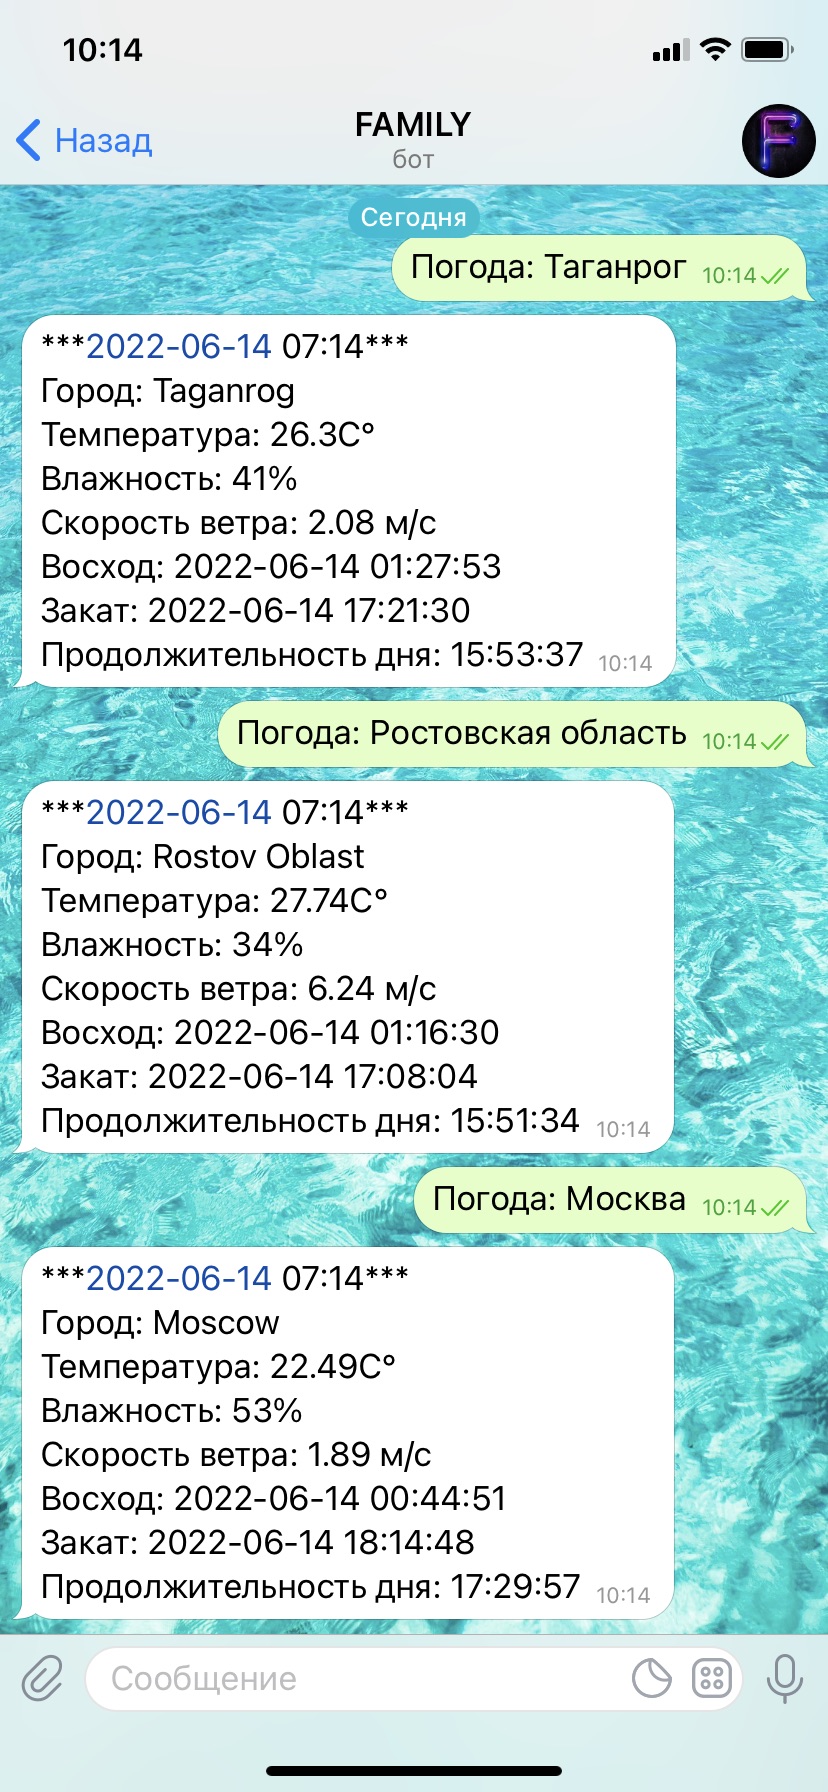 10:14
Назад
FAMILY
бот
F
Сегодня
Погода: Таганрог 10:14
***2022-06-14 07:14***
Город: Taganrog
Температура: 26.3C°
Влажность: 41%
Скорость ветра: 2.08 м/с
Восход: 2022-06-14 01:27:53
Закат: 2022-06-14 17:21:30
Продолжительность дня: 15:53:37 10:14
Погода: Ростовская область 10:14
***2022-06-14 07:14***
Город: Rostov Oblast
Температура: 27.74C°
Влажность: 34%
Скорость ветра: 6.24 м/с
Восход: 2022-06-14 01:16:30
Закат: 2022-06-14 17:08:04
Продолжительность дня: 15:51:34 10:14
Погода: Москва 10:14
***2022-06-14 07:14***
Город: Moscow
Температура: 22.49C°
Влажность: 53%
Скорость ветра: 1.89 м/с
Восход: 2022-06-14 00:44:51
Закат: 2022-06-14 18:14:48
Продолжительность дня: 17:29:57 10:14
Сообщение